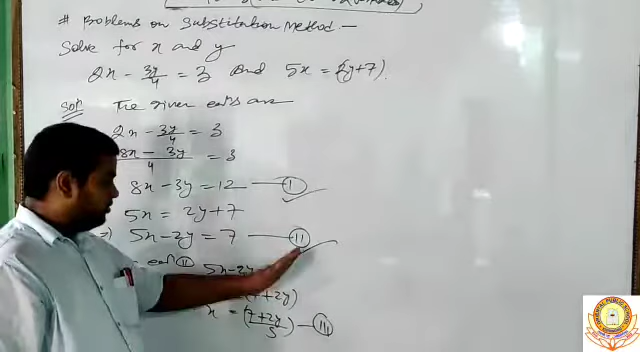 # Problems on Substitution Method.—
Solve for x and y
2x - 3y/4 = 3 and 5x = 2y+7).
Sol: The given eqns are
2x - 3y/4 = 3
8x - 3y/4 = 3
8x - 3y = 12 — (I)
5x = 2y+7
=) 5x - 2y = 7 — (II)
eqn (II) 5x - 2y
7 + 2y)
x = (7 + 2y/5) — (III)